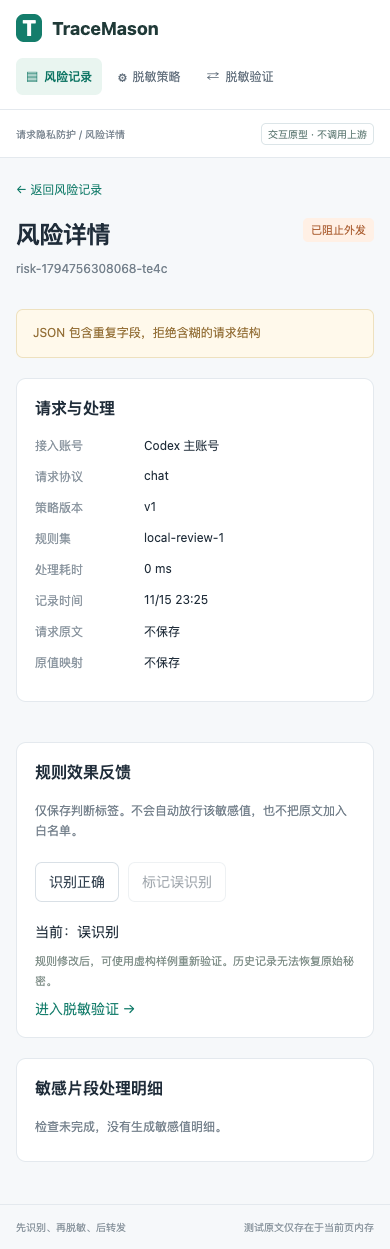 T TraceMason
风险记录 脱敏策略 脱敏验证
请求隐私防护 / 风险详情 交互原型 · 不调用上游
← 返回风险记录
风险详情 已阻止外发
risk-1794756308068-te4c
JSON 包含重复字段，拒绝含糊的请求结构
请求与处理
接入账号 Codex 主账号
请求协议 chat
策略版本 v1
规则集 local-review-1
处理耗时 0 ms
记录时间 11/15 23:25
请求原文 不保存
原值映射 不保存
规则效果反馈
仅保存判断标签。不会自动放行该敏感值，也不把原文加入
白名单。
识别正确 标记误识别
当前：误识别
规则修改后，可使用虚构样例重新验证。历史记录无法恢复原始秘
密。
进入脱敏验证 →
敏感片段处理明细
检查未完成，没有生成敏感值明细。
先识别、再脱敏、后转发 测试原文仅存在于当前页内存